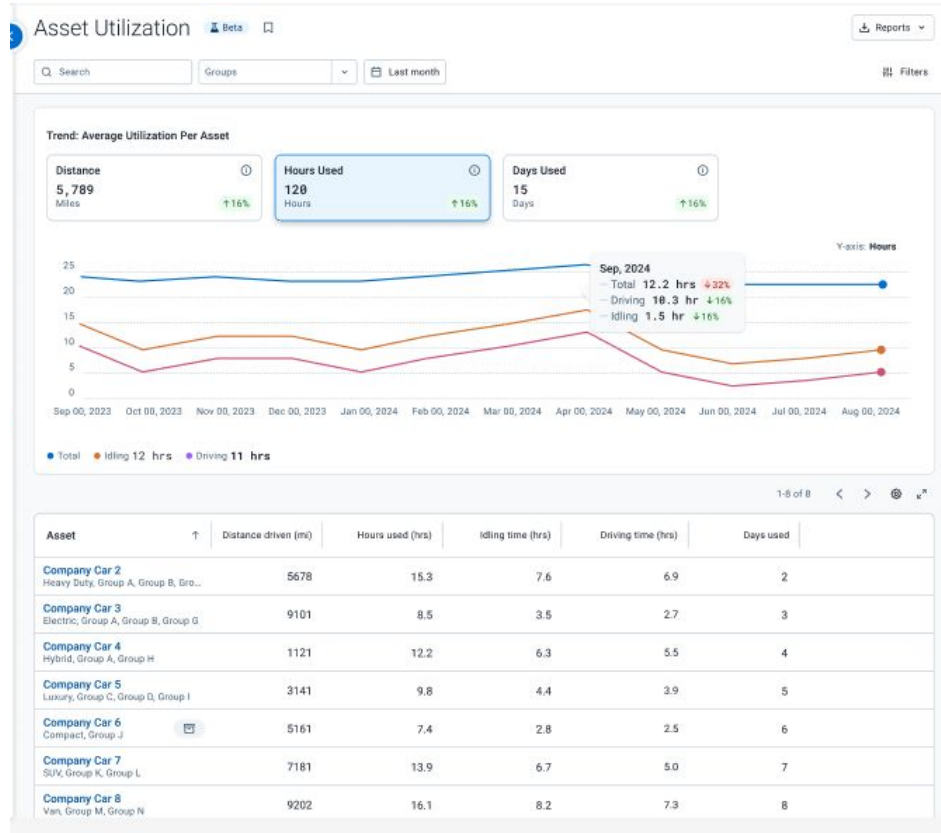 Asset Utilization Beta
Reports
Search Groups Last month Filters
Trend: Average Utilization Per Asset
Distance
5,789
Miles
↑16%
Hours Used
120
Hours
↑16%
Days Used
15
Days
↑16%
Y-axis: Hours
25
20
15
10
5
0
Sep, 2024
Total 12.2 hrs ↓32%
Driving 10.3 hr ↓16%
Idling 1.5 hr ↓16%
Sep 00, 2023 Oct 00, 2023 Nov 00, 2023 Dec 00, 2023 Jan 00, 2024 Feb 00, 2024 Mar 00, 2024 Apr 00, 2024 May 00, 2024 Jun 00, 2024 Jul 00, 2024 Aug 00, 2024
Total Idling 12 hrs Driving 11 hrs
1-8 of 8
Asset ↑ Distance driven (mi) Hours used (hrs) Idling time (hrs) Driving time (hrs) Days used
Company Car 2
Heavy Duty, Group A, Group B, Gro...
5678 15.3 7.6 6.9 2
Company Car 3
Electric, Group A, Group B, Group G
9101 8.5 3.5 2.7 3
Company Car 4
Hybrid, Group A, Group H
1121 12.2 6.3 5.5 4
Company Car 5
Luxury, Group C, Group D, Group I
3141 9.8 4.4 3.9 5
Company Car 6
Compact, Group J
5161 7.4 2.8 2.5 6
Company Car 7
SUV, Group K, Group L
7181 13.9 6.7 5.0 7
Company Car 8
Van, Group M, Group N
9202 16.1 8.2 7.3 8